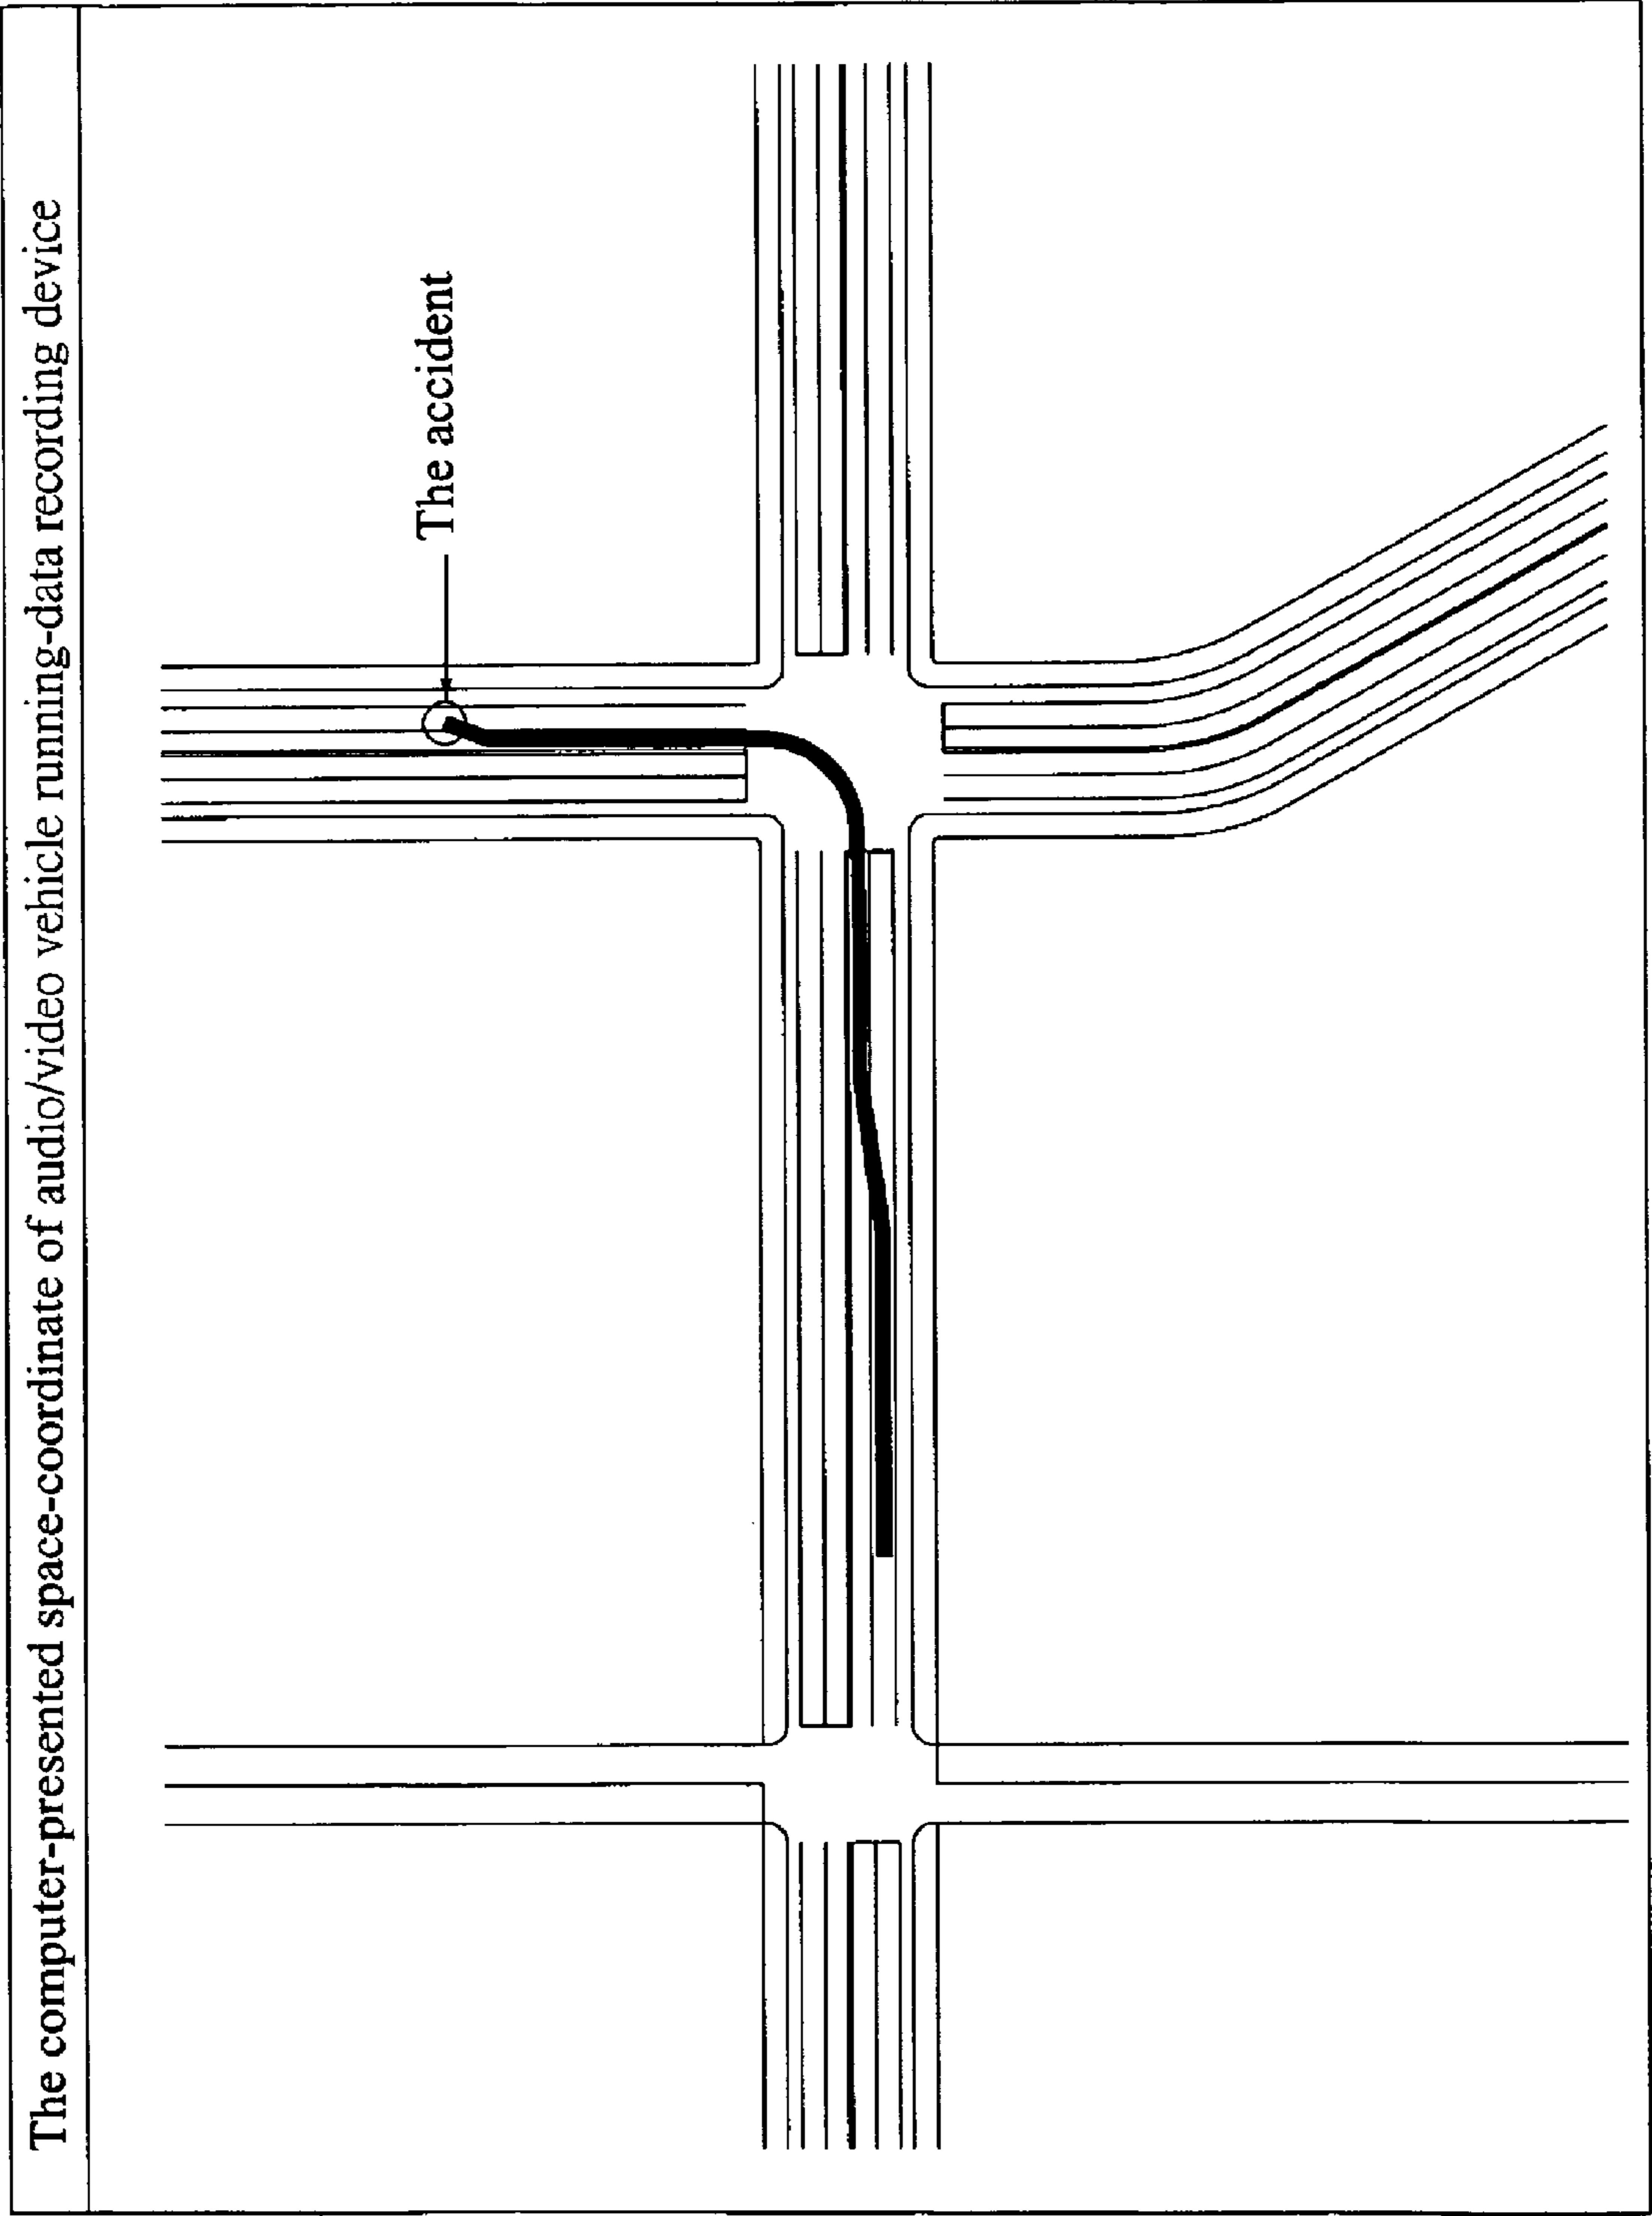 The computer-presented space-coordinate of audio/video vehicle running-data recording device
The accident